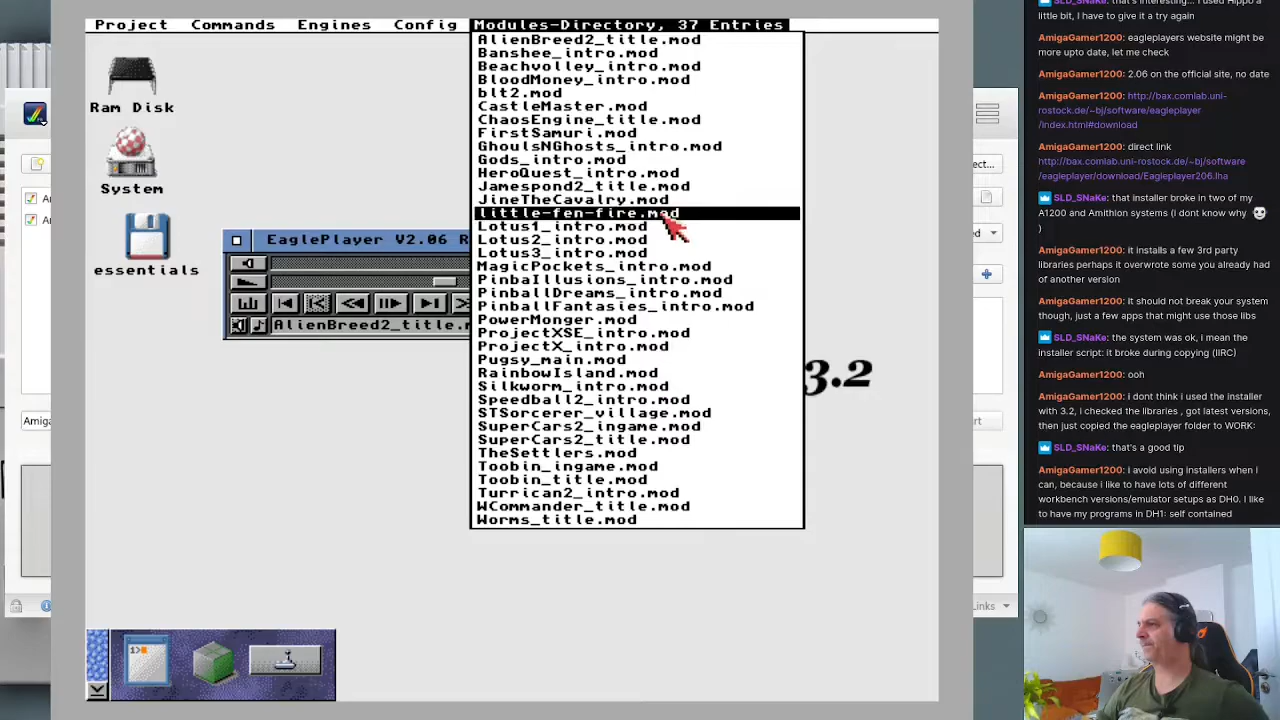 Project Commands Engines Config Modules-Directory, 37 Entries
AlienBreed2_title.mod
Banshee_intro.mod
Beachvolley_intro.mod
BloodMoney_intro.mod
blt2.mod
CastleMaster.mod
ChaosEngine_title.mod
FirstSamuri.mod
GhoulsNGhosts_intro.mod
Gods_intro.mod
HeroQuest_intro.mod
Jamespond2_title.mod
JineTheCavalry.mod
little-fen-fire.mod
Lotus1_intro.mod
Lotus2_intro.mod
Lotus3_intro.mod
MagicPockets_intro.mod
PinbaIllusions_intro.mod
PinballDreams_intro.mod
PinballFantasies_intro.mod
PowerMonger.mod
ProjectXSE_intro.mod
ProjectX_intro.mod
Pugsy_main.mod
RainbowIsland.mod
Silkworm_intro.mod
Speedball2_intro.mod
STSorcerer_village.mod
SuperCars2_ingame.mod
SuperCars2_title.mod
TheSettlers.mod
Toobin_ingame.mod
Toobin_title.mod
Turrican2_intro.mod
WCommander_title.mod
Worms_title.mod
Ram Disk
System
essentials
EaglePlayer V2.06 R
AlienBreed2_title.m
3.2
1>
Ar
Ar
Amiga
ect...
d
rt
Links
SLD_SNaKe: that's interesting... I used Hippo a
little bit, I have to give it a try again
AmigaGamer1200: eagleplayers website might be
more upto date, let me check
AmigaGamer1200: 2.06 on the official site, no date
AmigaGamer1200: http://bax.comlab.uni-
rostock.de/~bj/software/eagleplayer
/index.html#download
AmigaGamer1200: direct link
http://bax.comlab.uni-rostock.de/~bj/software
/eagleplayer/download/Eagleplayer206.lha
SLD_SNaKe: that Installer broke in two of my
A1200 and Amithlon systems (I dont know why
)
AmigaGamer1200: it installs a few 3rd party
libraries perhaps it overwrote some you already had
of another version
AmigaGamer1200: it should not break your system
though, just a few apps that might use those libs
SLD_SNaKe: the system was ok, I mean the
installer script: it broke during copying (IIRC)
AmigaGamer1200: ooh
AmigaGamer1200: i dont think i used the installer
with 3.2, i checked the libraries , got latest versions,
then just copied the eagleplayer folder to WORK:
SLD_SNaKe: that's a good tip
AmigaGamer1200: i avoid using installers when I
can, because i like to have lots of different
workbench versions/emulator setups as DH0. I like
to have my programs in DH1: self contained